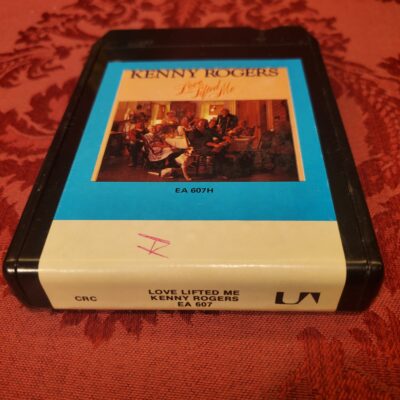 KENNY ROGERS
Love
Lifted Me
EA 607H
CRC
LOVE LIFTED ME
KENNY ROGERS
EA 607
UA